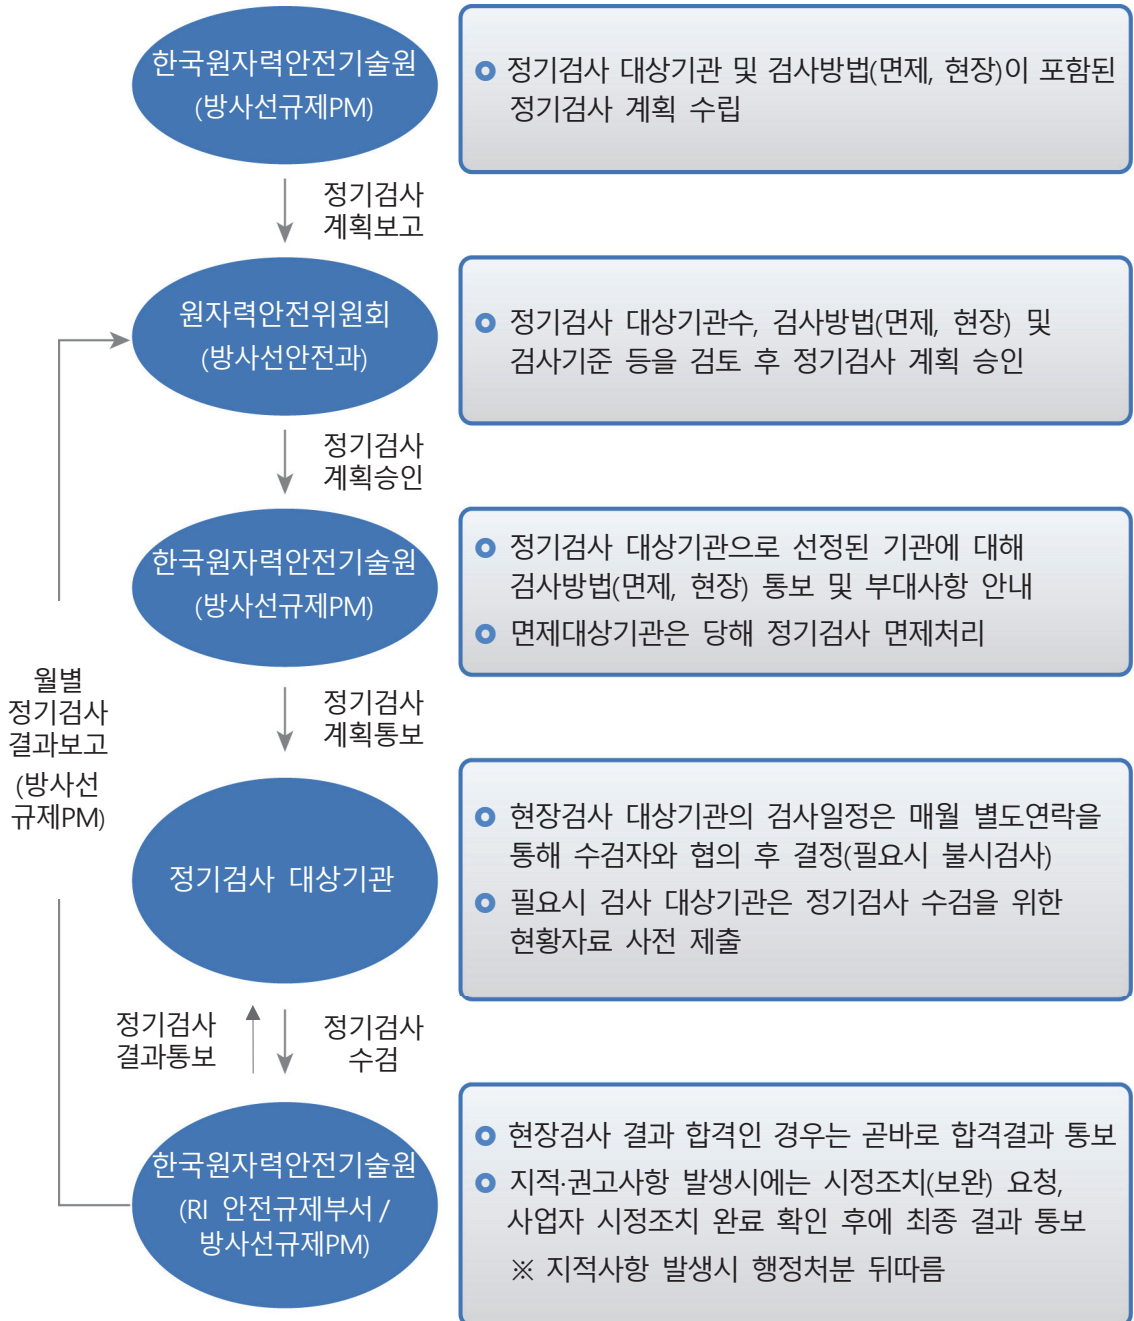 한국원자력안전기술원
(방사선규제PM)
정기검사 대상기관 및 검사방법(면제, 현장)이 포함된
정기검사 계획 수립
정기검사
계획보고
원자력안전위원회
(방사선안전과)
정기검사 대상기관수, 검사방법(면제, 현장) 및
검사기준 등을 검토 후 정기검사 계획 승인
정기검사
계획승인
한국원자력안전기술원
(방사선규제PM)
정기검사 대상기관으로 선정된 기관에 대해
검사방법(면제, 현장) 통보 및 부대사항 안내
면제대상기관은 당해 정기검사 면제처리
월별
정기검사
결과보고
(방사선
규제PM)
정기검사
계획통보
정기검사 대상기관
현장검사 대상기관의 검사일정은 매월 별도연락을
통해 수검자와 협의 후 결정(필요시 불시검사)
필요시 검사 대상기관은 정기검사 수검을 위한
현황자료 사전 제출
정기검사
결과통보
정기검사
수검
한국원자력안전기술원
(RI 안전규제부서 /
방사선규제PM)
현장검사 결과 합격인 경우는 곧바로 합격결과 통보
지적·권고사항 발생시에는 시정조치(보완) 요청,
사업자 시정조치 완료 확인 후에 최종 결과 통보
※ 지적사항 발생시 행정처분 뒤따름